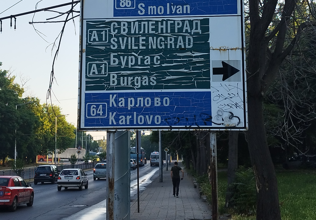 86
Smolyan
A1 СВИЛЕНГРАД
SVILENGRAD
A1 Бургас
Burgas
64 Карлово
Karlovo